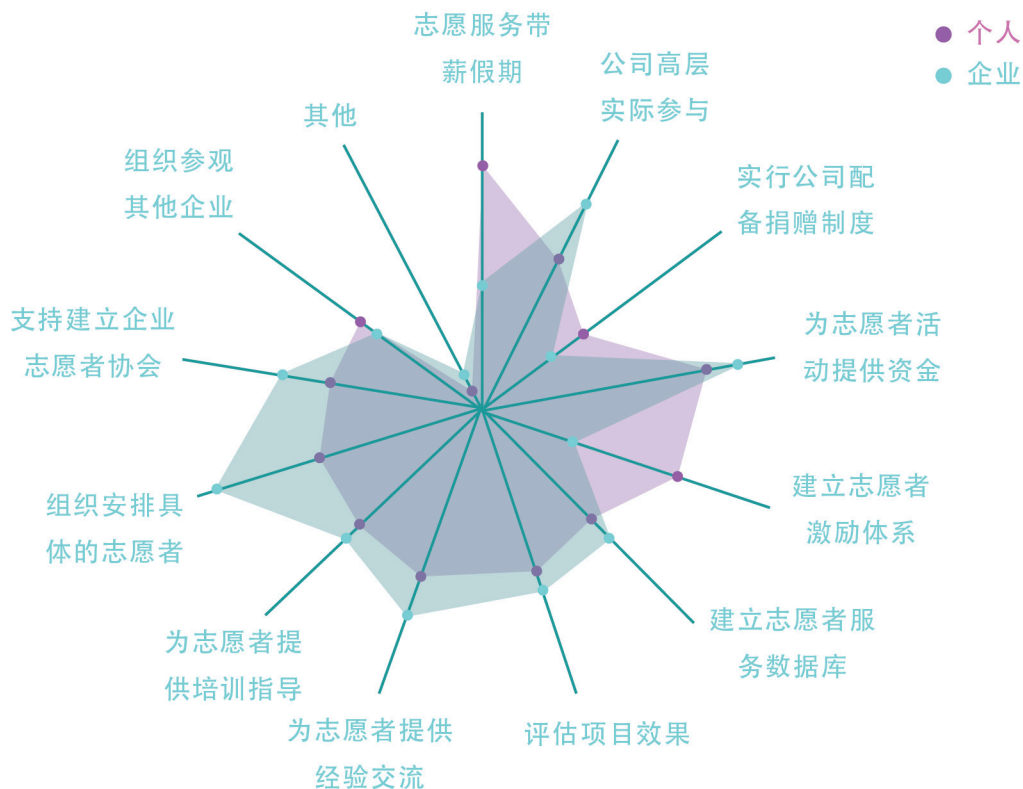 个人
企业
志愿服务带
薪假期
公司高层
实际参与
实行公司配
备捐赠制度
为志愿者活
动提供资金
建立志愿者
激励体系
建立志愿者服
务数据库
评估项目效果
为志愿者提供
经验交流
为志愿者提
供培训指导
组织安排具
体的志愿者
支持建立企业
志愿者协会
组织参观
其他企业
其他